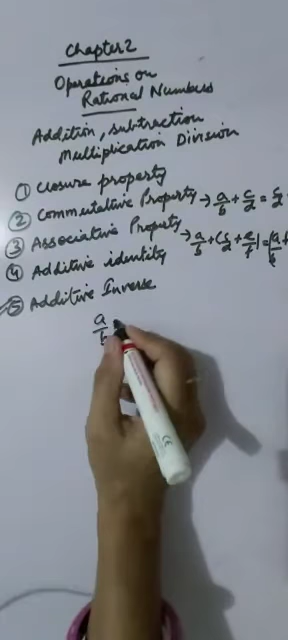 Chapter 2
Operations on
Rational Numbers
Addition, subtraction
Multiplication Division
① Closure property
② Commutative Property → a/b + c/d = c/d
③ Associative Property → a/b + (c/d + e/f) = (a/b +
④ Additive identity
⑤ Additive Inverse
a/b